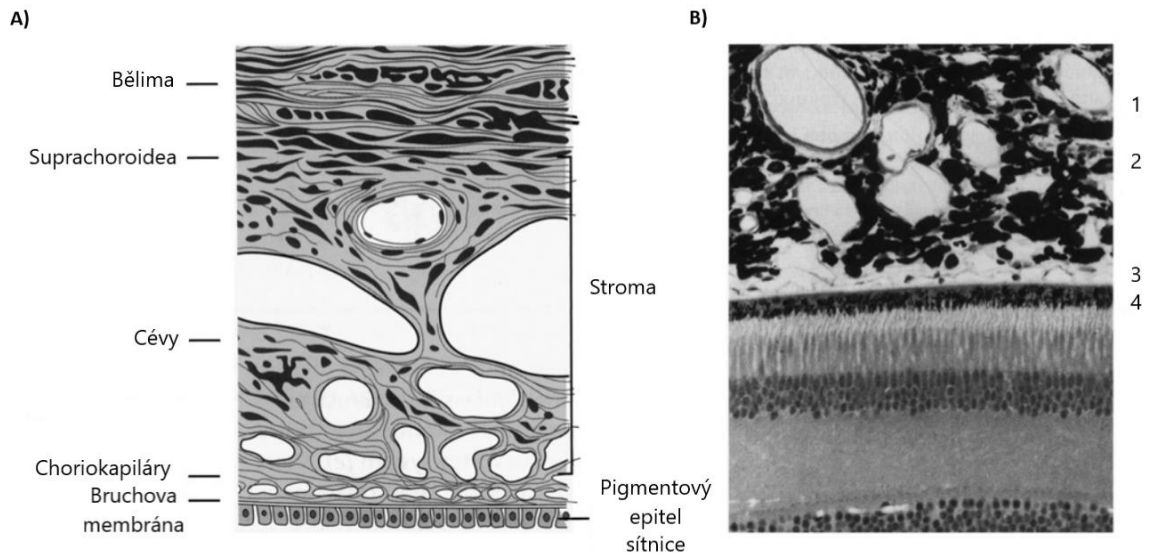 A)
B)
Bělima
Suprachoroidea
Stroma
Cévy
Choriokapiláry
Bruchova
membrána
Pigmentový
epitel
sítnice
1
2
3
4